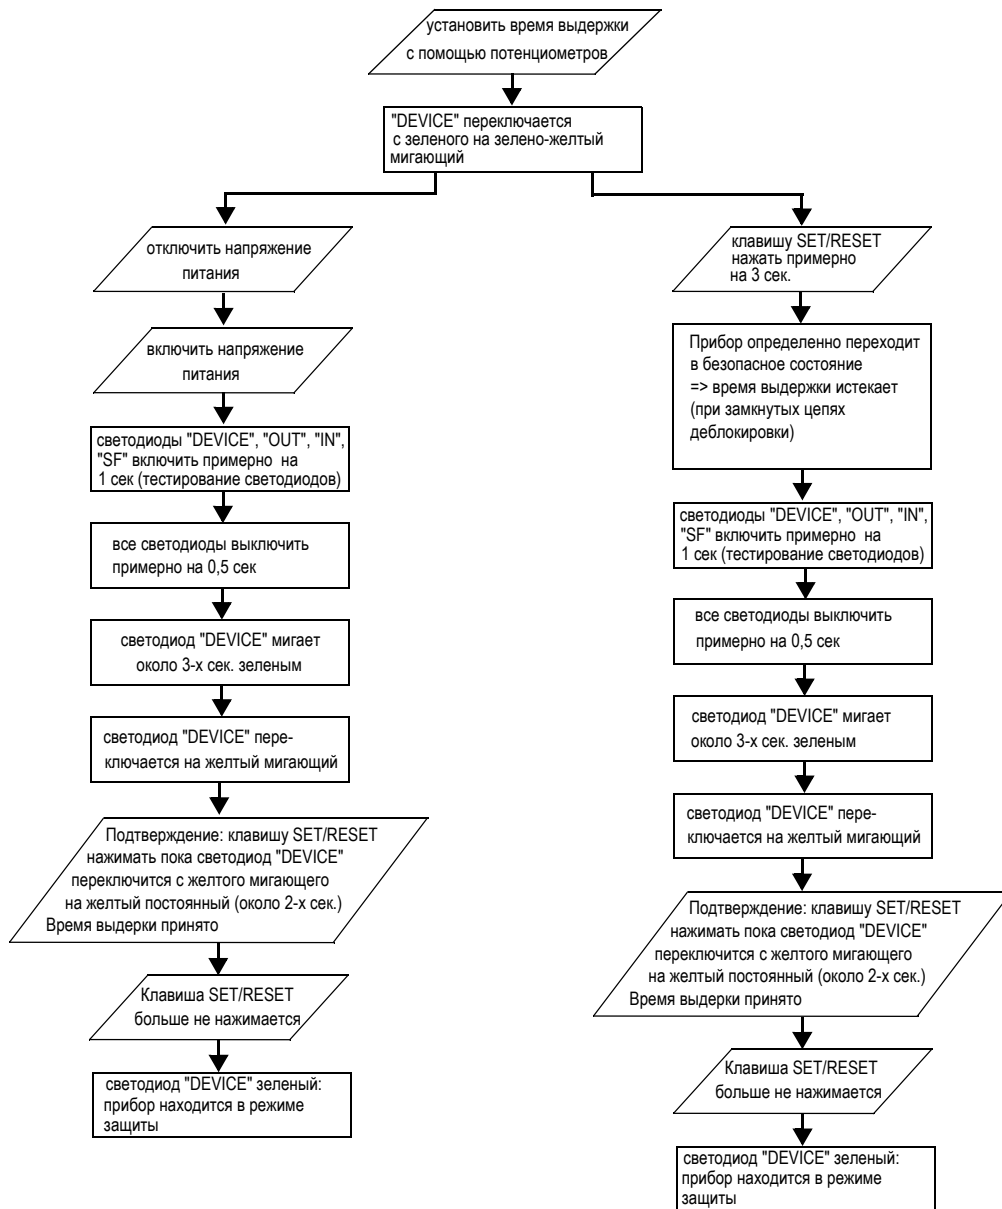 установить время выдержки
с помощью потенциометров
"DEVICE" переключается
с зеленого на зелено-желтый
мигающий
отключить напряжение
питания
включить напряжение
питания
светодиоды "DEVICE", "OUT", "IN",
"SF" включить примерно на
1 сек (тестирование светодиодов)
все светодиоды выключить
примерно на 0,5 сек
светодиод "DEVICE" мигает
около 3-х сек. зеленым
светодиод "DEVICE" пере-
ключается на желтый мигающий
Подтверждение: клавишу SET/RESET
нажимать пока светодиод "DEVICE"
переключится с желтого мигающего
на желтый постоянный (около 2-х сек.)
Время выдерки принято
Клавиша SET/RESET
больше не нажимается
светодиод "DEVICE" зеленый:
прибор находится в режиме
защиты
клавишу SET/RESET
нажать примерно
на 3 сек.
Прибор определенно переходит
в безопасное состояние
=> время выдержки истекает
(при замкнутых цепях
деблокировки)
светодиоды "DEVICE", "OUT", "IN",
"SF" включить примерно на
1 сек (тестирование светодиодов)
все светодиоды выключить
примерно на 0,5 сек
светодиод "DEVICE" мигает
около 3-х сек. зеленым
светодиод "DEVICE" пере-
ключается на желтый мигающий
Подтверждение: клавишу SET/RESET
нажимать пока светодиод "DEVICE"
переключится с желтого мигающего
на желтый постоянный (около 2-х сек.)
Время выдерки принято
Клавиша SET/RESET
больше не нажимается
светодиод "DEVICE" зеленый:
прибор находится в режиме
защиты